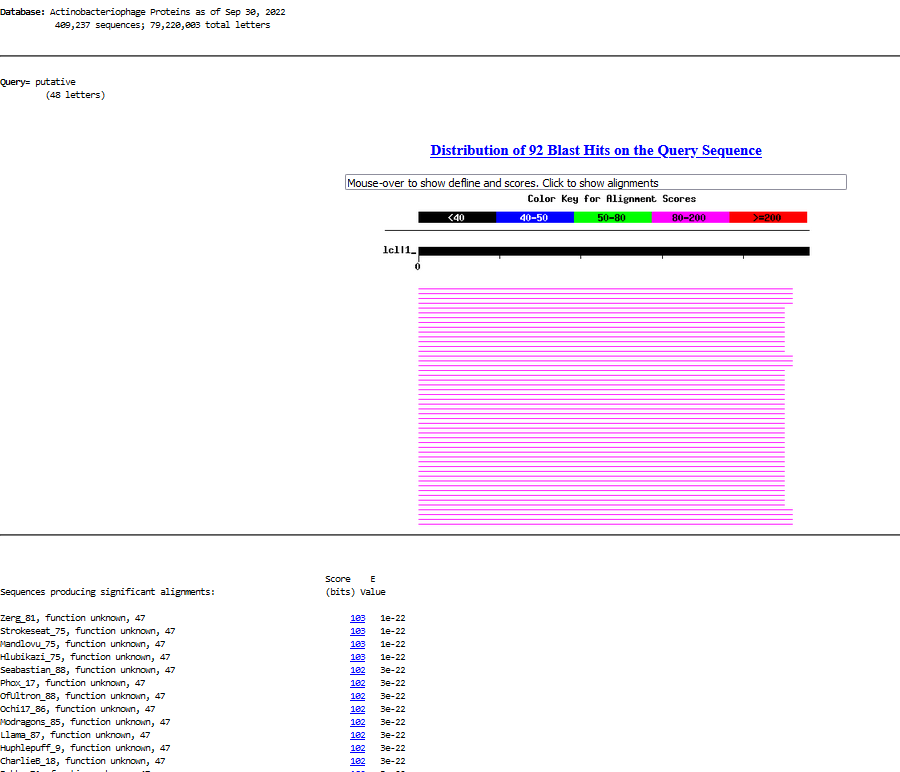 Database: Actinobacteriophage Proteins as of Sep 30, 2022
409,237 sequences; 79,220,003 total letters
Query= putative
(48 letters)
Distribution of 92 Blast Hits on the Query Sequence
Mouse-over to show defline and scores. Click to show alignments
Color Key for Alignment Scores
<40 40-50 50-80 80-200 >=200
lcl|1_
0
Score E
Sequences producing significant alignments: (bits) Value
Zerg_81, function unknown, 47 103 1e-22
Strokeseat_75, function unknown, 47 103 1e-22
Mandlovu_75, function unknown, 47 103 1e-22
Hlubikazi_75, function unknown, 47 103 1e-22
Seabastian_88, function unknown, 47 102 3e-22
Phox_17, function unknown, 47 102 3e-22
OfUltron_88, function unknown, 47 102 3e-22
Ochi17_86, function unknown, 47 102 3e-22
Modragons_85, function unknown, 47 102 3e-22
Llama_87, function unknown, 47 102 3e-22
Huphlepuff_9, function unknown, 47 102 3e-22
CharlieB_18, function unknown, 47 102 3e-22